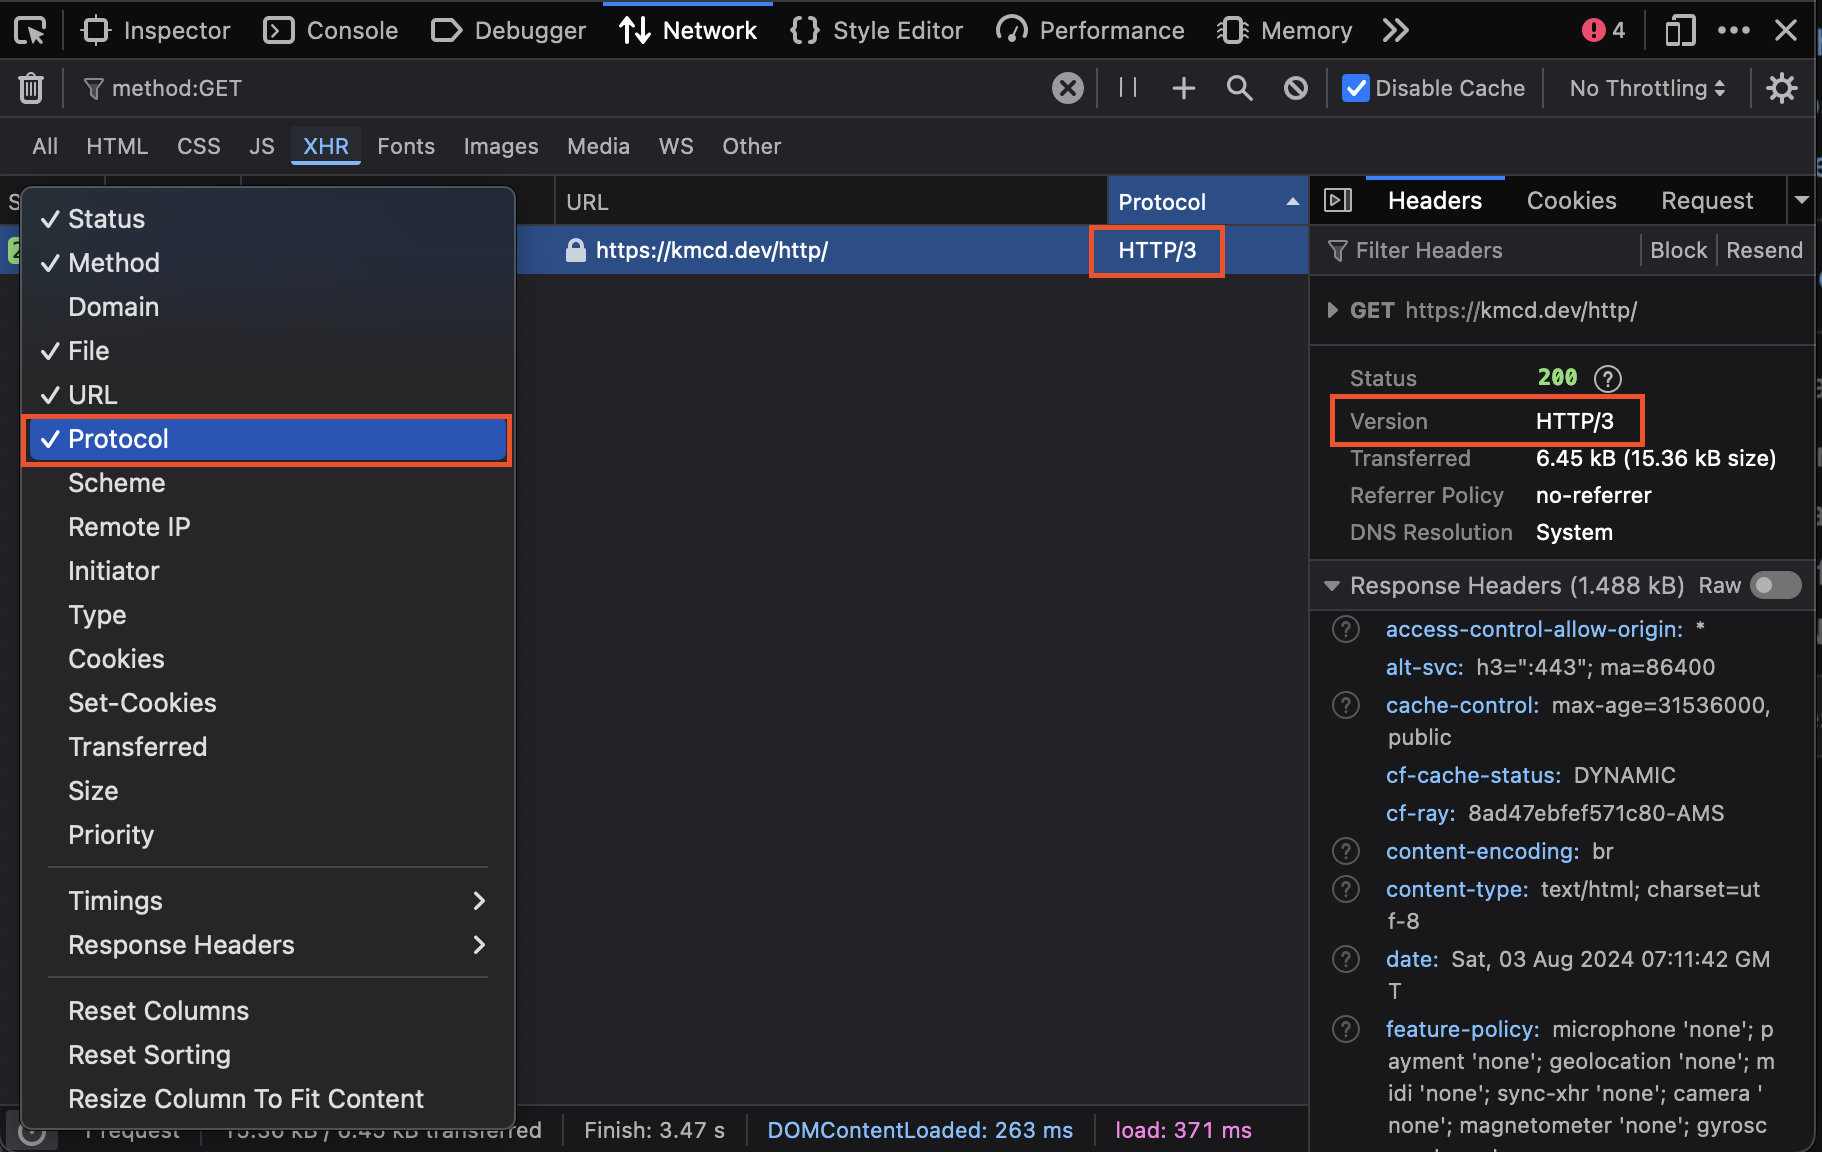 Inspector Console Debugger Network Style Editor Performance Memory 4
method:GET Disable Cache No Throttling
All HTML CSS JS XHR Fonts Images Media WS Other
URL Protocol
https://kmcd.dev/http/ HTTP/3
Status
Method
Domain
File
URL
Protocol
Scheme
Remote IP
Initiator
Type
Cookies
Set-Cookies
Transferred
Size
Priority
Timings
Response Headers
Reset Columns
Reset Sorting
Resize Column To Fit Content
1 request 15.36 kB / 6.45 kB transferred Finish: 3.47 s DOMContentLoaded: 263 ms load: 371 ms
Headers Cookies Request
Filter Headers Block Resend
GET https://kmcd.dev/http/
Status 200
Version HTTP/3
Transferred 6.45 kB (15.36 kB size)
Referrer Policy no-referrer
DNS Resolution System
Response Headers (1.488 kB) Raw
access-control-allow-origin: *
alt-svc: h3=":443"; ma=86400
cache-control: max-age=31536000,
public
cf-cache-status: DYNAMIC
cf-ray: 8ad47ebfef571c80-AMS
content-encoding: br
content-type: text/html; charset=ut
f-8
date: Sat, 03 Aug 2024 07:11:42 GM
T
feature-policy: microphone 'none'; p
ayment 'none'; geolocation 'none'; m
idi 'none'; sync-xhr 'none'; camera '
none'; magnetometer 'none'; gyrosc